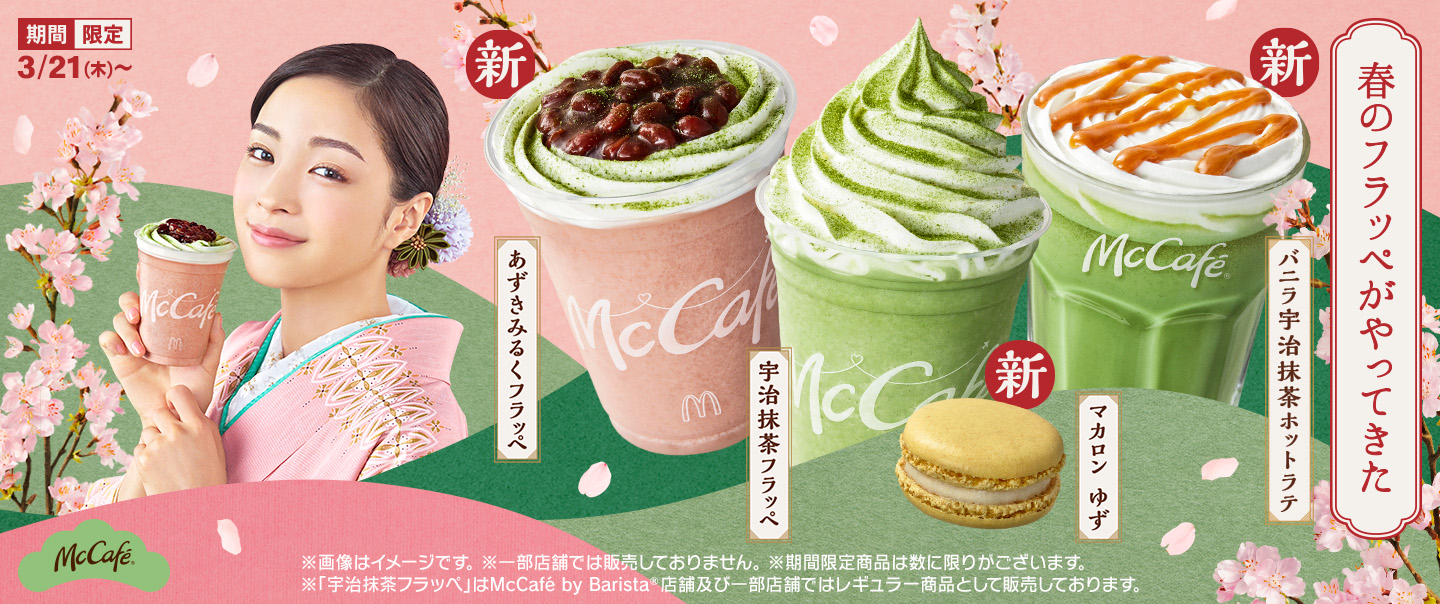 期間限定
3/21(木)～
春のフラッペがやってきた
McCafé
新
あずきみるくフラッペ
McCafé
宇治抹茶フラッペ
McCafé
新
バニラ宇治抹茶ホットラテ
McCafé®
新
マカロン ゆず
McCafé®
※画像はイメージです。※一部店舗では販売しておりません。※期間限定商品は数に限りがございます。
※「宇治抹茶フラッペ」はMcCafé by Barista®店舗及び一部店舗ではレギュラー商品として販売しております。